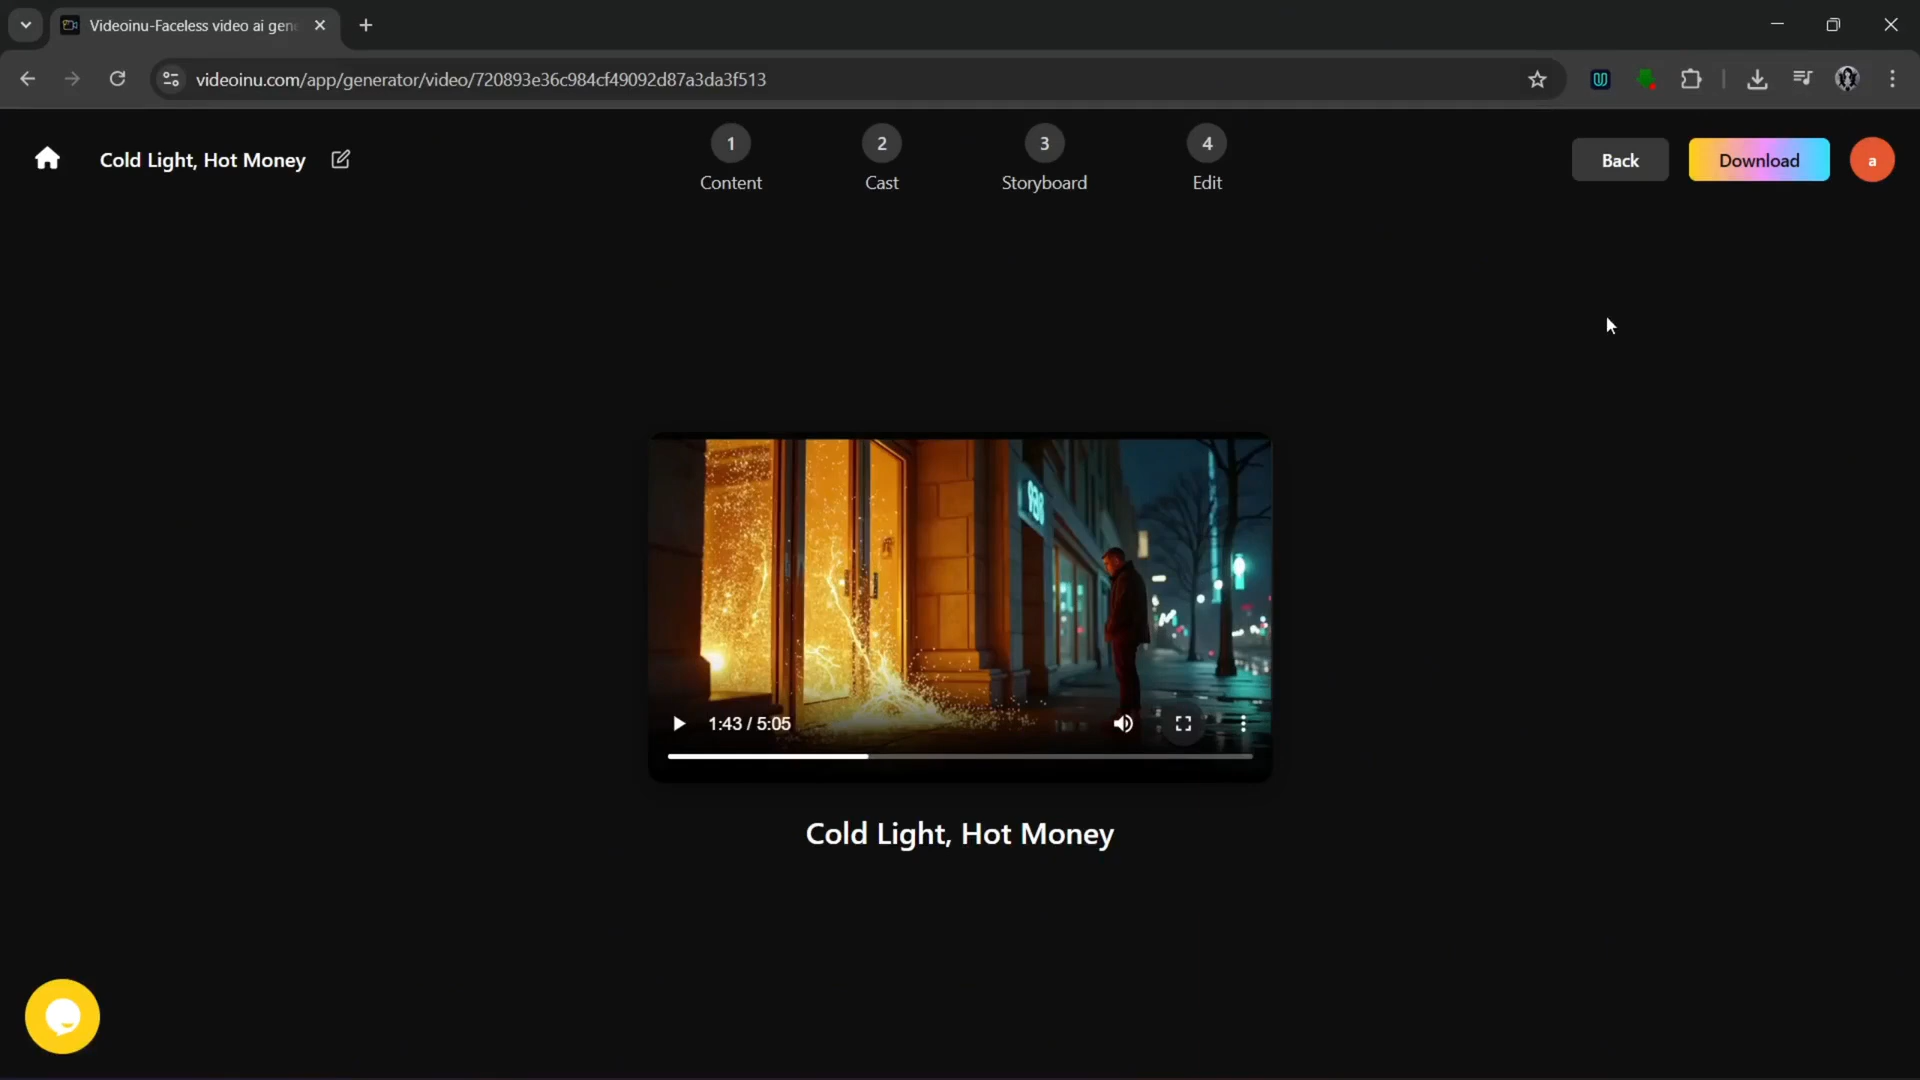 Videoinu-Faceless video ai gen
videoinu.com/app/generator/video/720893e36c984cf49092d87a3da3f513
Cold Light, Hot Money
1
Content
2
Cast
3
Storyboard
4
Edit
Back
Download
a
1:43 / 5:05
Cold Light, Hot Money